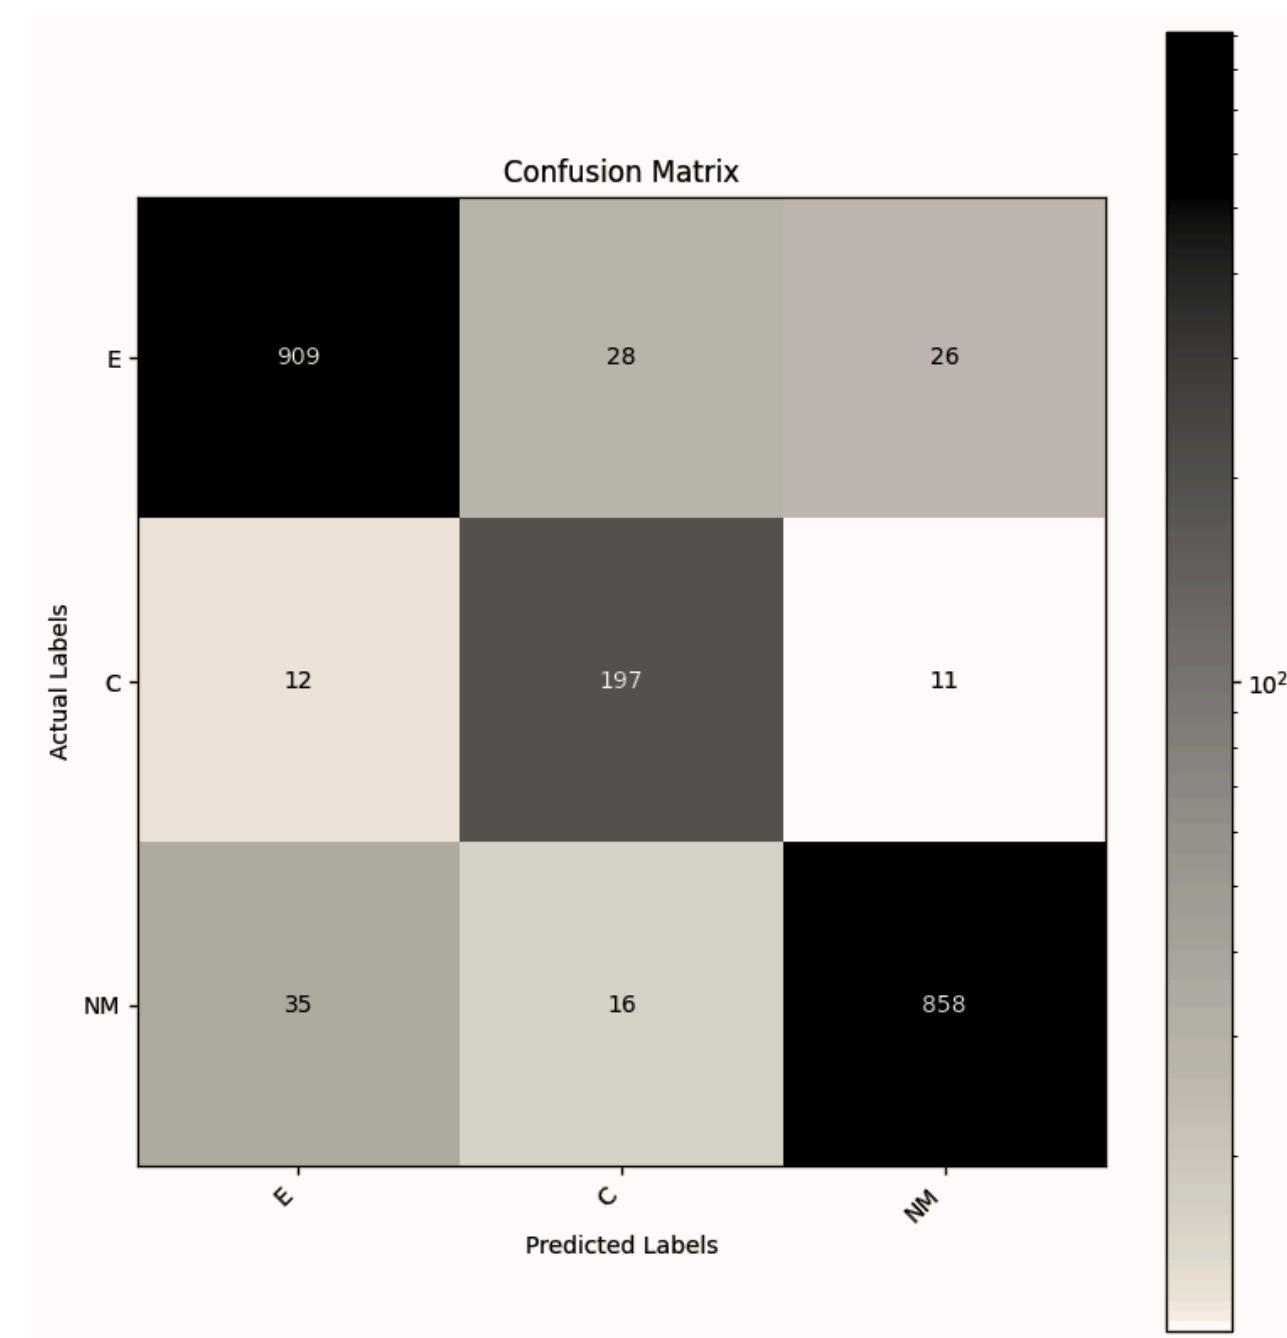 Confusion Matrix
E
909
28
26
C
12
197
11
NM
35
16
858
Actual Labels
E
C
NM
Predicted Labels
10²